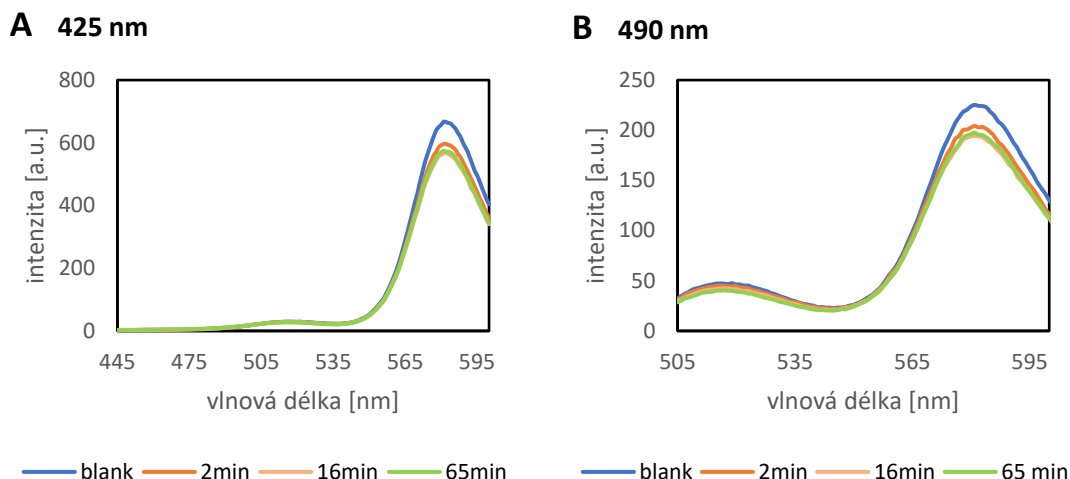 A 425 nm
800
600
400
200
0
intenzita [a.u.]
445 475 505 535 565 595
vlnová délka [nm]
blank 2min 16min 65min
B 490 nm
250
200
150
100
50
0
intenzita [a.u.]
505 535 565 595
vlnová délka [nm]
blank 2min 16min 65 min